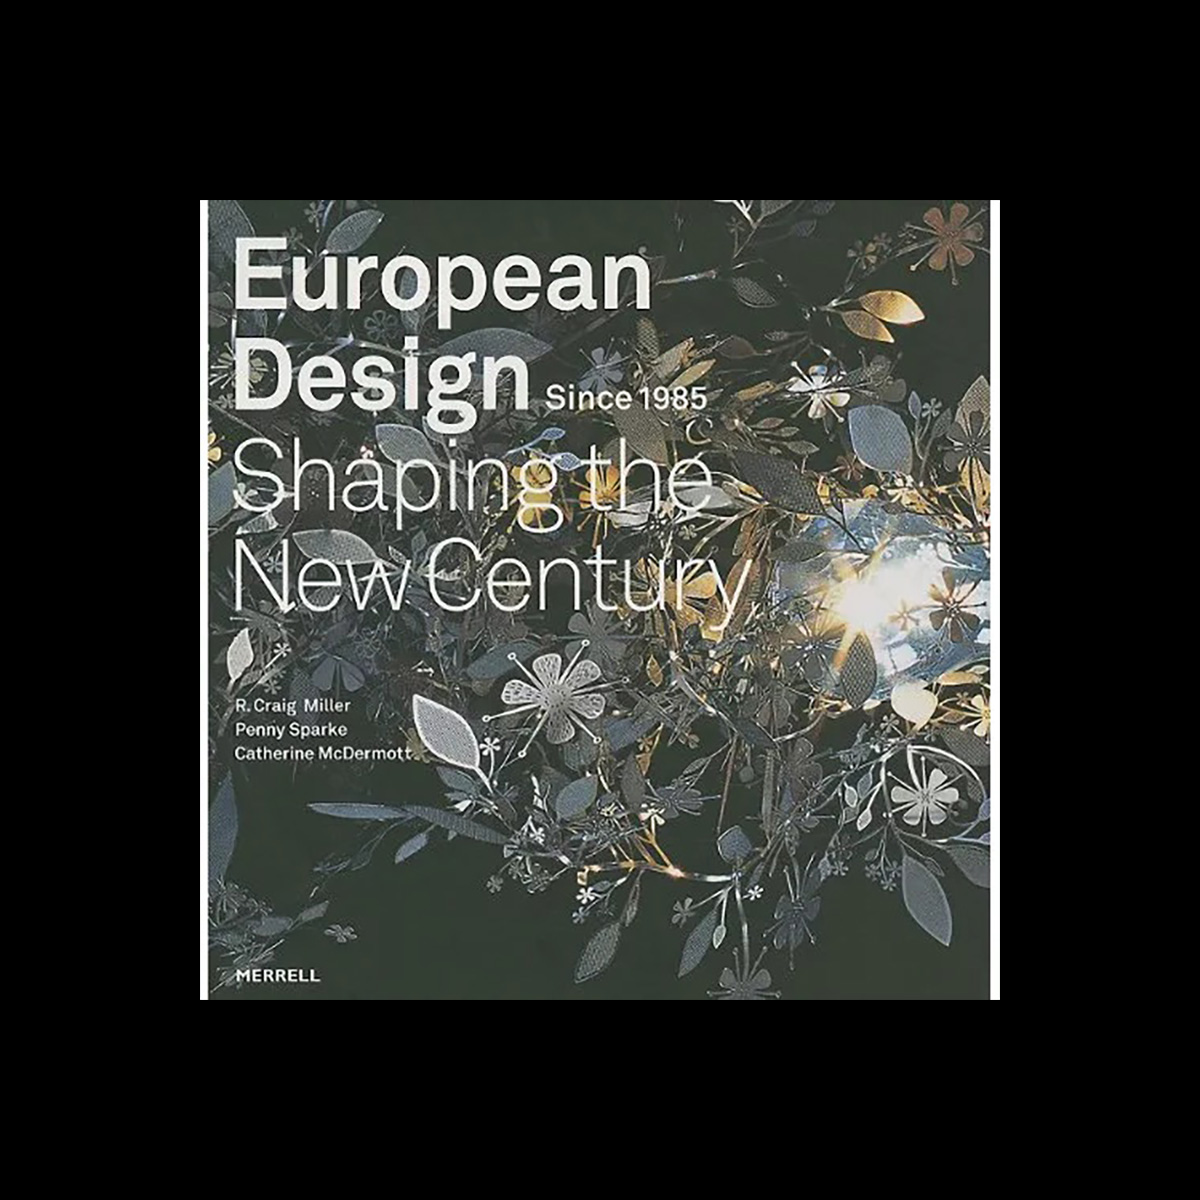 European
Design Since 1985
Shaping the
New Century
R. Craig Miller
Penny Sparke
Catherine McDermott
MERRELL